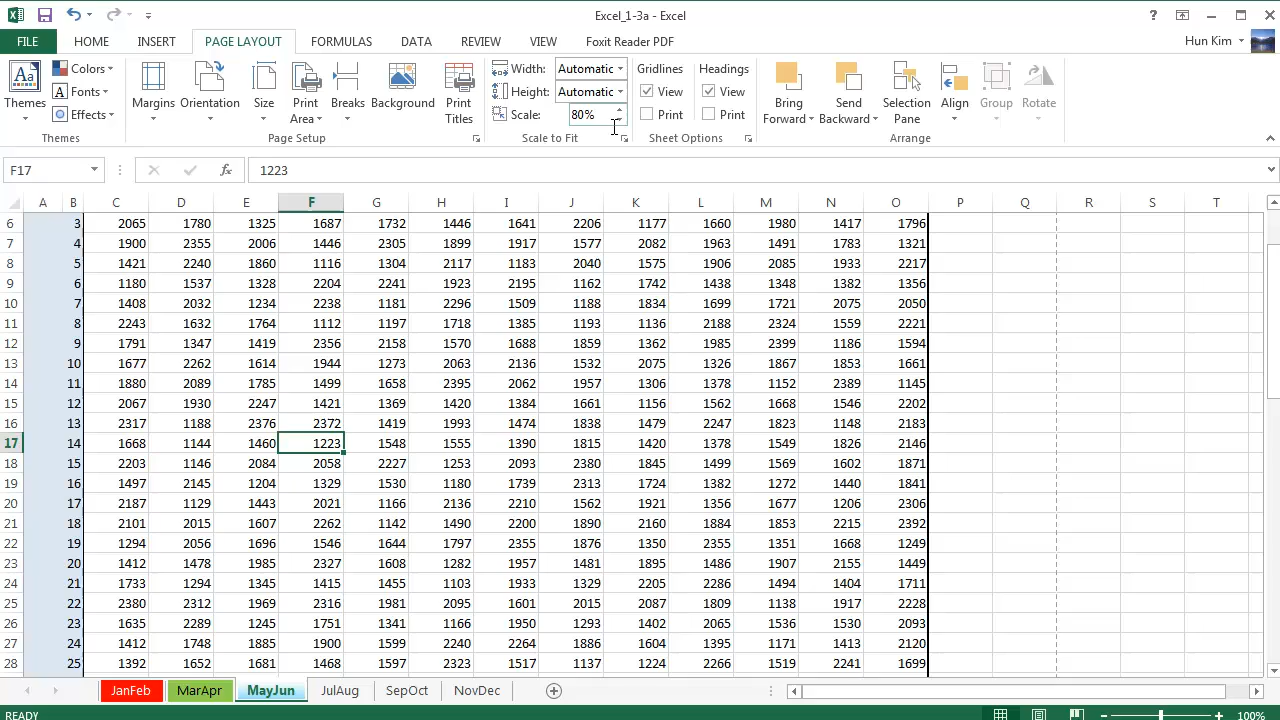 Excel_1-3a - Excel
?
FILE HOME INSERT PAGE LAYOUT FORMULAS DATA REVIEW VIEW Foxit Reader PDF Hun Kim
Aa Themes Colors Fonts Effects
Margins Orientation Size Print Area Breaks Background Print Titles
Width: Automatic
Height: Automatic
Scale: 80%
Gridlines View Print
Headings View Print
Bring Forward Send Backward Selection Pane Align Group Rotate
Themes Page Setup Scale to Fit Sheet Options Arrange
F17 fx 1223
A B C D E F G H I J K L M N O P Q R S T
6 3 2065 1780 1325 1687 1732 1446 1641 2206 1177 1660 1980 1417 1796
7 4 1900 2355 2006 1446 2305 1899 1917 1577 2082 1963 1491 1783 1321
8 5 1421 2240 1860 1116 1304 2117 1183 2040 1575 1906 2085 1933 2217
9 6 1180 1537 1328 2204 2241 1923 2195 1162 1742 1438 1348 1382 1356
10 7 1408 2032 1234 2238 1181 2296 1509 1188 1834 1699 1721 2075 2050
11 8 2243 1632 1764 1112 1197 1718 1385 1193 1136 2188 2324 1559 2221
12 9 1791 1347 1419 2356 2158 1570 1688 1859 1362 1985 2399 1186 1594
13 10 1677 2262 1614 1944 1273 2063 2136 1532 2075 1326 1867 1853 1661
14 11 1880 2089 1785 1499 1658 2395 2062 1957 1306 1378 1152 2389 1145
15 12 2067 1930 2247 1421 1369 1420 1384 1661 1156 1562 1668 1546 2202
16 13 2317 1188 2376 2372 1419 1993 1474 1838 1479 2247 1823 1148 2183
17 14 1668 1144 1460 1223 1548 1555 1390 1815 1420 1378 1549 1826 2146
18 15 2203 1146 2084 2058 2227 1253 2093 2380 1845 1499 1569 1602 1871
19 16 1497 2145 1204 1329 1530 1180 1739 2313 1724 1382 1272 1440 1841
20 17 2187 1129 1443 2021 1166 2136 2210 1562 1921 1356 1677 1206 2306
21 18 2101 2015 1607 2262 1142 1490 2200 1890 2160 1884 1853 2215 2392
22 19 1294 2056 1696 1546 1644 1797 2355 1876 1350 2355 1351 1668 1249
23 20 1412 1478 1985 2327 1608 1282 1957 1481 1895 1486 1907 2155 1449
24 21 1733 1294 1345 1415 1455 1103 1933 1329 2205 2286 1494 1404 1711
25 22 2380 2312 1969 2316 1981 2095 1601 2015 2087 1809 1138 1917 2228
26 23 1635 2289 1245 1751 1341 1166 1950 1293 1402 2065 1536 1530 2093
27 24 1412 1748 1885 1900 1599 2240 2264 1886 1604 1395 1171 1413 2120
28 25 1392 1652 1681 1468 1597 2323 1517 1137 1224 2266 1519 2241 1699
JanFeb MarApr MayJun JulAug SepOct NovDec
READY 100%